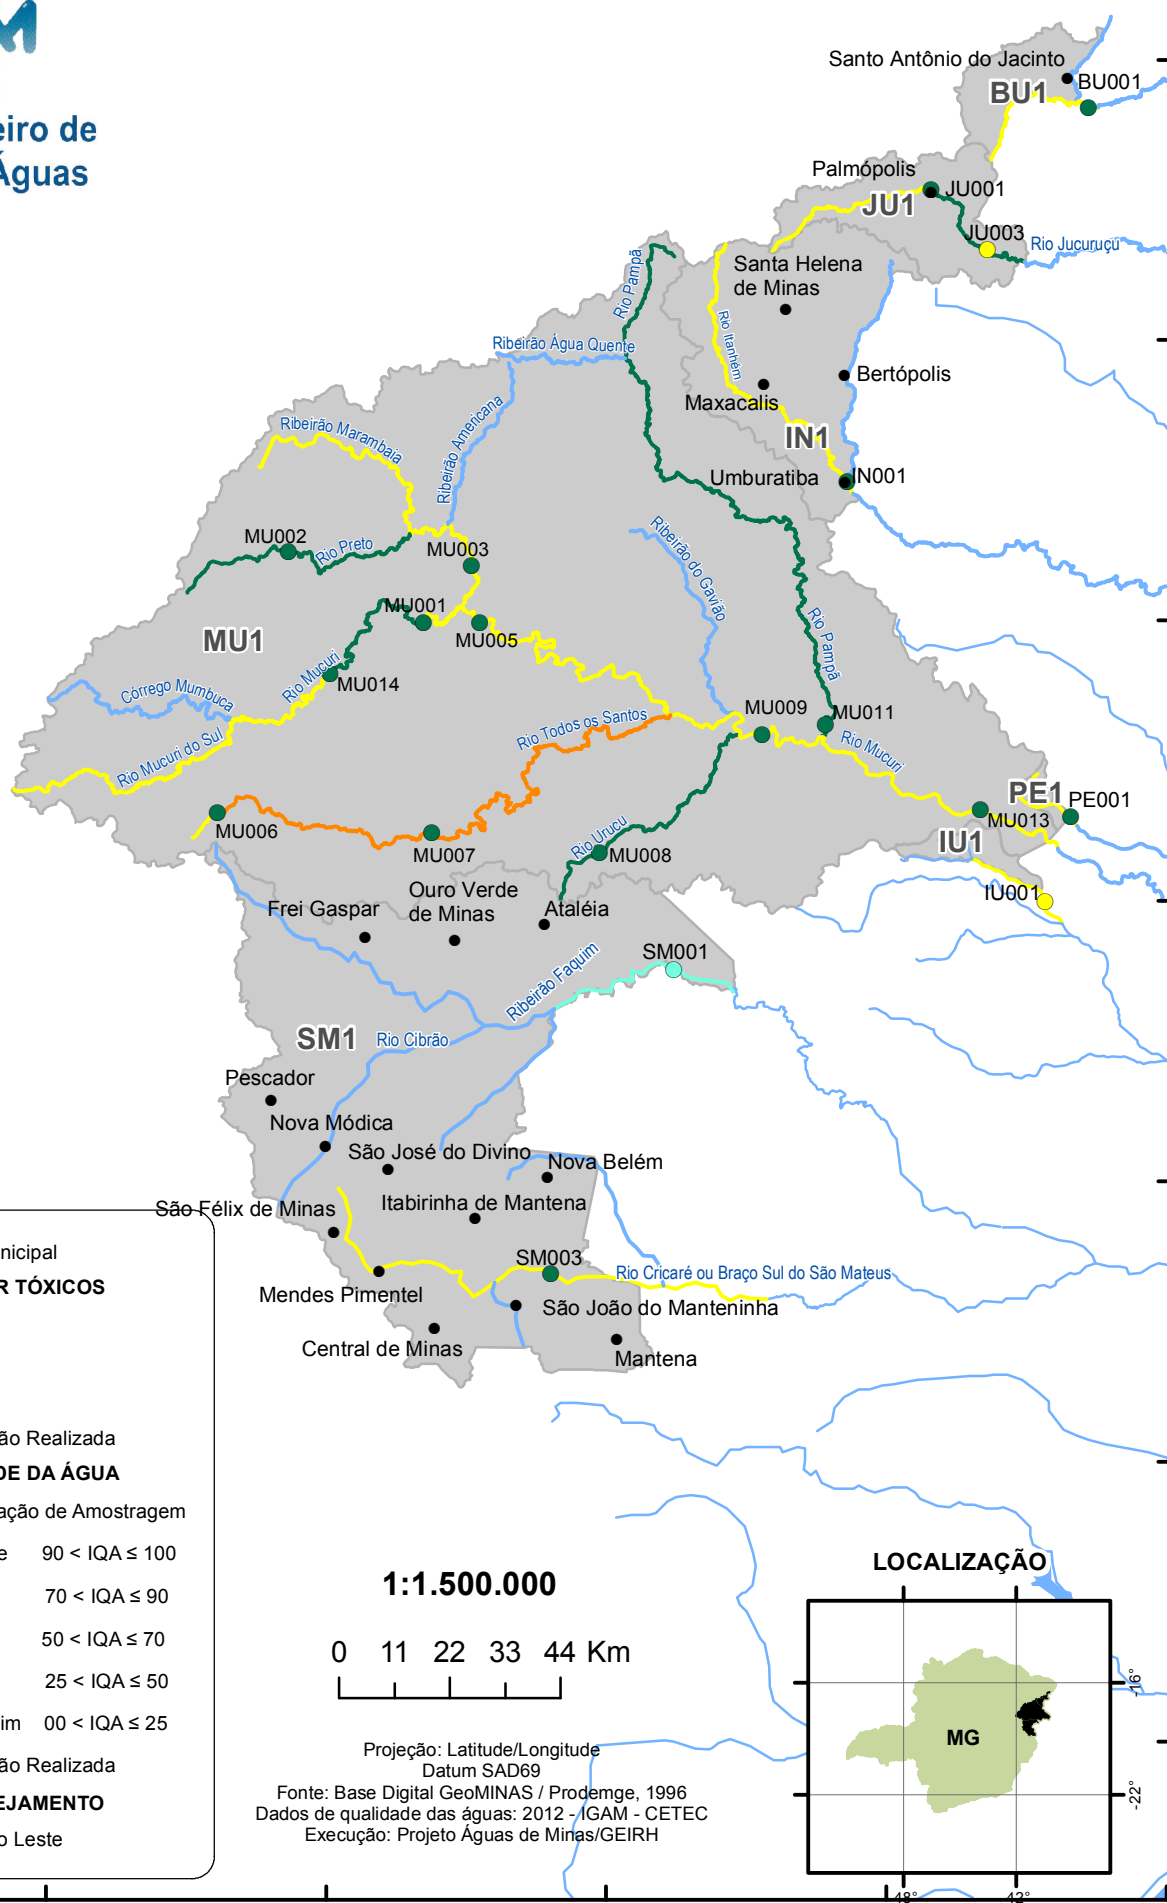 Santo Antônio do Jacinto
BU001
BU1
eiro de
Águas
Palmópolis
JU001
JU1
JU003
Rio Jucuruçu
Rio Pampã
Santa Helena
de Minas
Rio Itanhém
Ribeirão Água Quente
Bertópolis
Maxacalis
Ribeirão Americana
Ribeirão Marambaia
IN1
Umburatiba
IN001
MU002
Rio Preto
MU003
Ribeirão do Gavião
MU001
MU005
Rio Pampã
MU1
Rio Mucuri
MU014
Córrego Mumbuca
Rio Todos os Santos
MU009
MU011
Rio Mucuri
Rio Mucuri do Sul
PE1
PE001
MU006
MU013
MU007
Rio Urucu
MU008
IU1
IU001
Ouro Verde
de Minas
Frei Gaspar
Ataléia
SM001
Ribeirão Faquim
SM1
Rio Cibrão
Pescador
Nova Módica
São José do Divino
Nova Belém
São Félix de Minas
Itabirinha de Mantena
SM003
Rio Cricaré ou Braço Sul do São Mateus
Mendes Pimentel
São João do Manteninha
Central de Minas
Mantena
nicipal
R TÓXICOS
ão Realizada
DE DA ÁGUA
ação de Amostragem
e 90 < IQA ≤ 100
70 < IQA ≤ 90
50 < IQA ≤ 70
25 < IQA ≤ 50
im 00 < IQA ≤ 25
ão Realizada
EJAMENTO
o Leste
1:1.500.000
0 11 22 33 44 Km
Projeção: Latitude/Longitude
Datum SAD69
Fonte: Base Digital GeoMINAS / Prodemge, 1996
Dados de qualidade das águas: 2012 - IGAM - CETEC
Execução: Projeto Águas de Minas/GEIRH
LOCALIZAÇÃO
MG
-16°
-22°
-48°
-42°